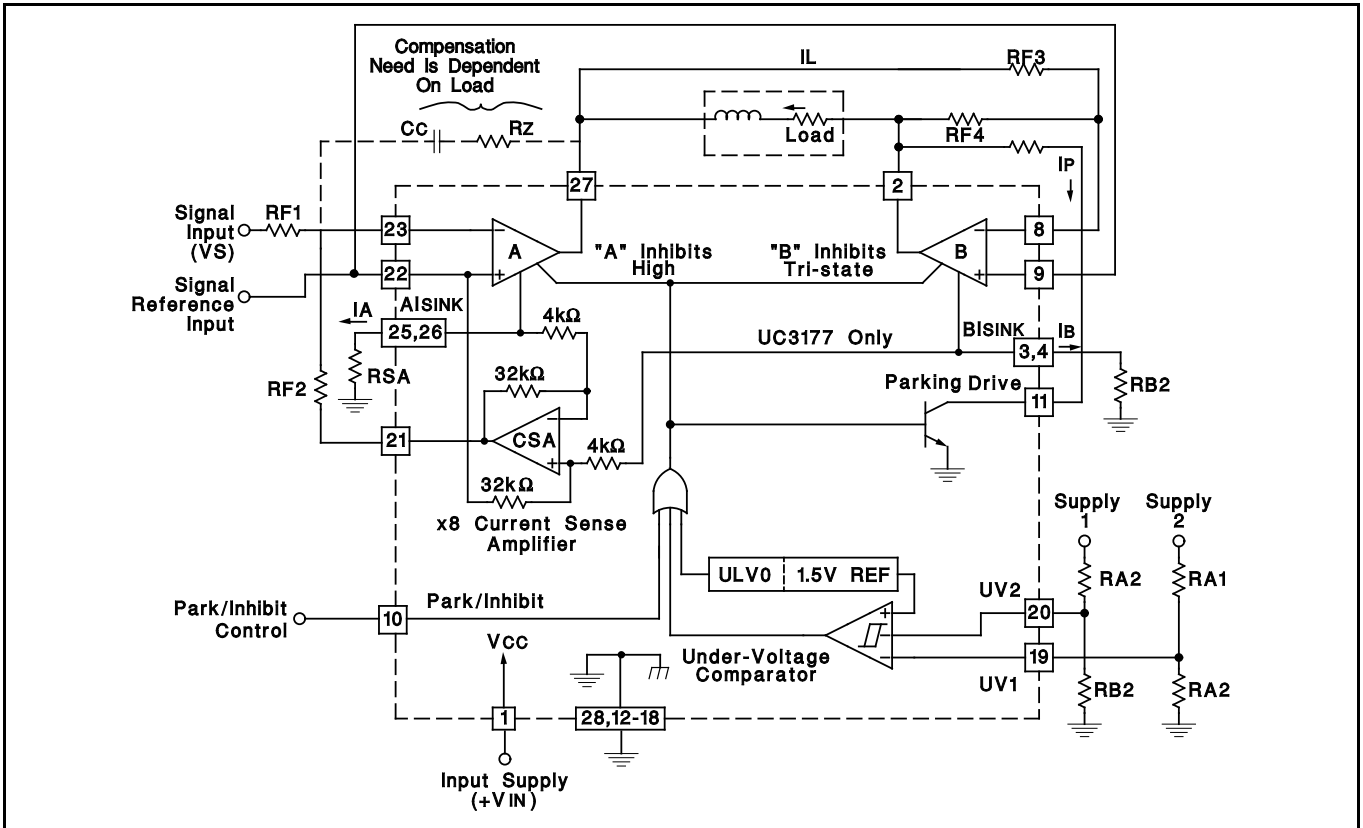 Compensation
Need Is Dependent
On Load
IL
RF3
Cc
Rz
Load
RF4
IP
27
2
Signal
Input
(VS)
RF1
23
−
A
"A" Inhibits
High
"B" Inhibits
Tri-state
B
−
8
22
+
+
9
Signal
Reference
Input
IA
AISINK
25,26
4kΩ
UC3177 Only
BISINK
IB
3,4
RSA
RF2
32kΩ
Parking Drive
11
RB2
21
CSA
−
+
4kΩ
32kΩ
x8 Current Sense
Amplifier
Supply
1
Supply
2
ULV0
1.5V REF
RA2
RA1
UV2
Park/Inhibit
Control
10
Park/Inhibit
20
+
−
−
19
VCC
Under-Voltage
Comparator
UV1
RB2
RA2
1
28,12-18
Input Supply
(+VIN)